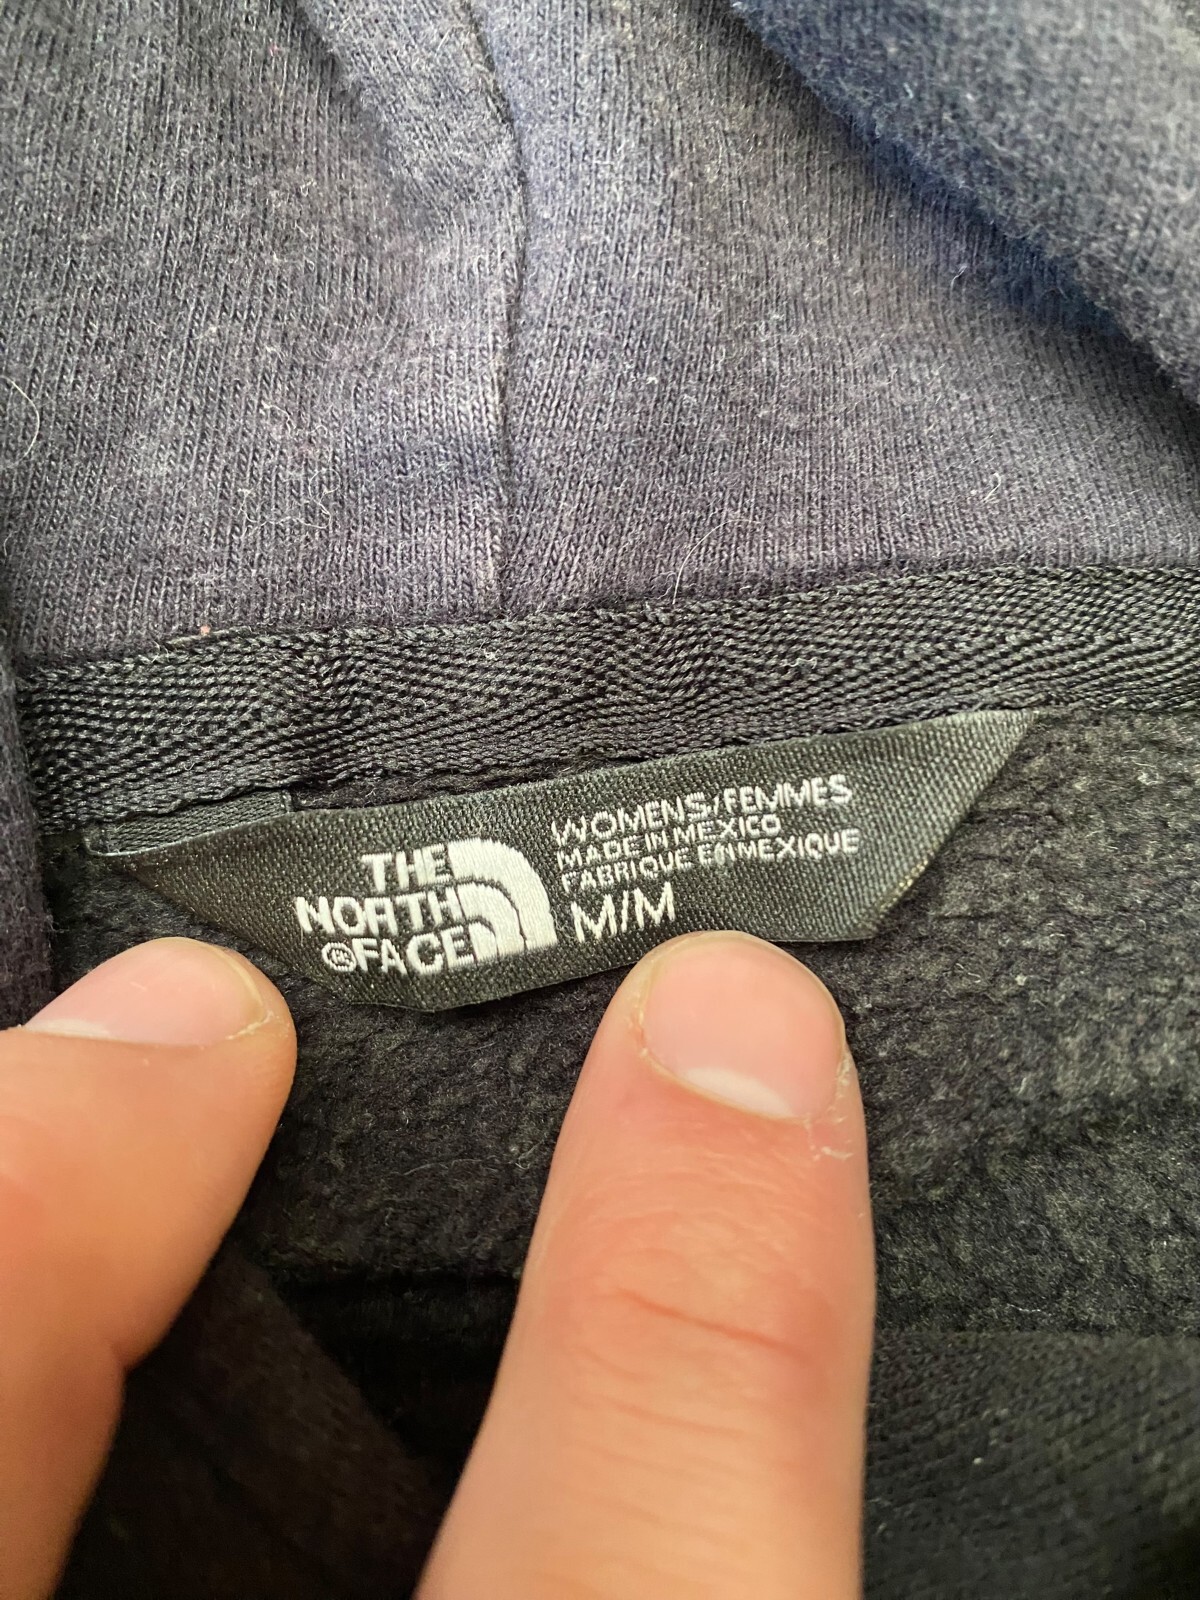 THE
NORTH
®FACE
WOMENS/FEMMES
MADE IN MEXICO
FABRIQUE EN MEXIQUE
M/M